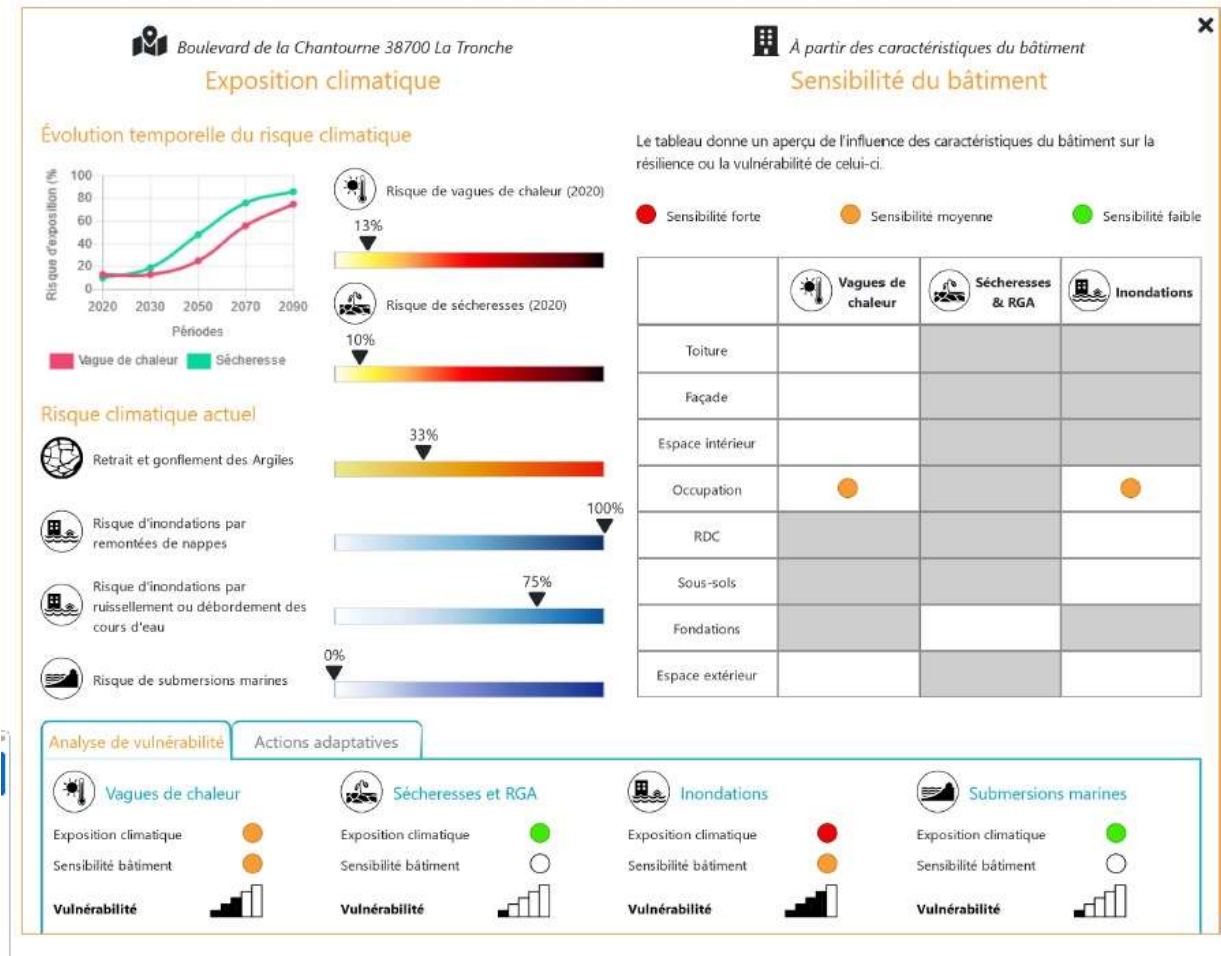 Boulevard de la Chantourne 38700 La Tronche
Exposition climatique
Évolution temporelle du risque climatique
Risque d'exposition (%
100
80
60
40
20
0
2020 2030 2050 2070 2090
Périodes
Vague de chaleur Sécheresse
Risque de vagues de chaleur (2020)
13%
Risque de sécheresses (2020)
10%
Risque climatique actuel
Retrait et gonflement des Argiles
33%
Risque d'inondations par
remontées de nappes
100%
Risque d'inondations par
ruissellement ou débordement des
cours d'eau
75%
Risque de submersions marines
0%
À partir des caractéristiques du bâtiment
Sensibilité du bâtiment
Le tableau donne un aperçu de l'influence des caractéristiques du bâtiment sur la
résilience ou la vulnérabilité de celui-ci.
Sensibilité forte Sensibilité moyenne Sensibilité faible
Vagues de
chaleur
Sécheresses
& RGA
Inondations
Toiture
Façade
Espace intérieur
Occupation
RDC
Sous-sols
Fondations
Espace extérieur
Analyse de vulnérabilité Actions adaptatives
Vagues de chaleur
Exposition climatique
Sensibilité bâtiment
Vulnérabilité
Sécheresses et RGA
Exposition climatique
Sensibilité bâtiment
Vulnérabilité
Inondations
Exposition climatique
Sensibilité bâtiment
Vulnérabilité
Submersions marines
Exposition climatique
Sensibilité bâtiment
Vulnérabilité